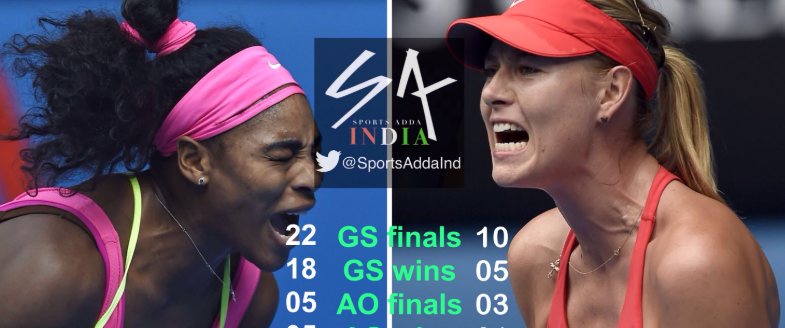 SA
SPORTS ADDA
INDIA
@SportsAddaInd
22 GS finals 10
18 GS wins 05
05 AO finals 03